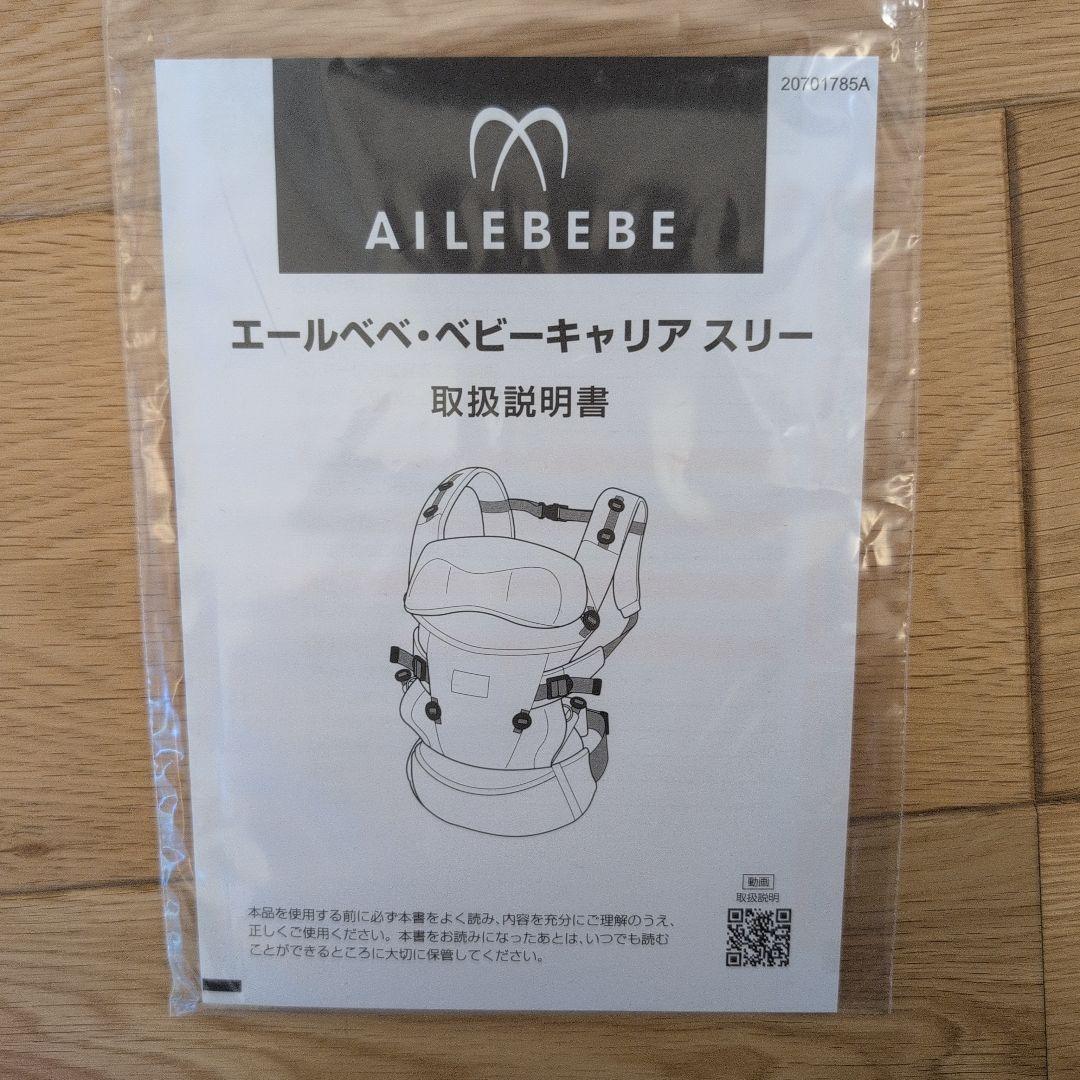 20701785A
AILEBEBE
エールベベ・ベビーキャリア スリー
取扱説明書
動画
取扱説明
本品を使用する前に必ず本書をよく読み、内容を充分にご理解のうえ、
正しくご使用ください。本書をお読みになったあとは、いつでも読む
ことができるところに大切に保管してください。